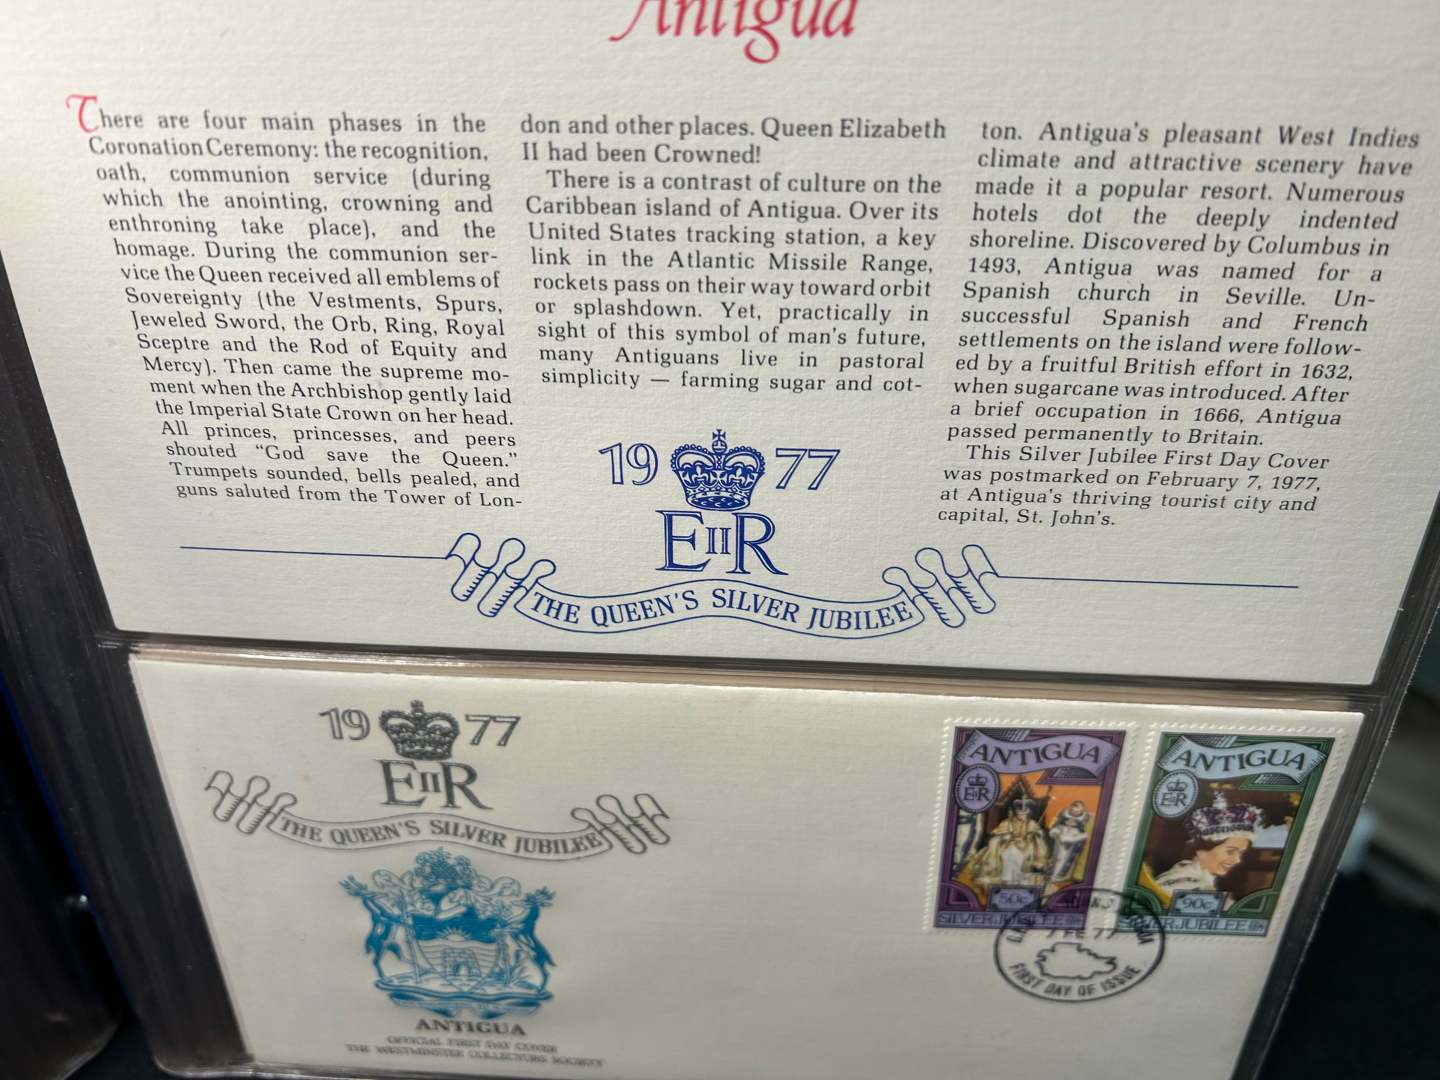 Antigua
There are four main phases in the
Coronation Ceremony: the recognition,
oath, communion service (during
which the anointing, crowning and
enthroning take place), and the
homage. During the communion ser-
vice the Queen received all emblems of
Sovereignty (the Vestments, Spurs,
Jeweled Sword, the Orb, Ring, Royal
Sceptre and the Rod of Equity and
Mercy). Then came the supreme mo-
ment when the Archbishop gently laid
the Imperial State Crown on her head.
All princes, princesses, and peers
shouted "God save the Queen."
Trumpets sounded, bells pealed, and
guns saluted from the Tower of Lon-
don and other places. Queen Elizabeth
II had been Crowned!
There is a contrast of culture on the
Caribbean island of Antigua. Over its
United States tracking station, a key
link in the Atlantic Missile Range,
rockets pass on their way toward orbit
or splashdown. Yet, practically in
sight of this symbol of man's future,
many Antiguans live in pastoral
simplicity — farming sugar and cot-
ton. Antigua's pleasant West Indies
climate and attractive scenery have
made it a popular resort. Numerous
hotels dot the deeply indented
shoreline. Discovered by Columbus in
1493, Antigua was named for a
Spanish church in Seville. Un-
successful Spanish and French
settlements on the island were follow-
ed by a fruitful British effort in 1632,
when sugarcane was introduced. After
a brief occupation in 1666, Antigua
passed permanently to Britain.
This Silver Jubilee First Day Cover
was postmarked on February 7, 1977,
at Antigua's thriving tourist city and
capital, St. John's.
1977
EIIR
THE QUEEN'S SILVER JUBILEE
1977
EIIR
THE QUEEN'S SILVER JUBILEE
ANTIGUA
OFFICIAL FIRST DAY COVER
THE WESTMINSTER COLLECTORS SOCIETY
ANTIGUA
EIIR
50c
SILVER JUBILEE
ANTIGUA
EIIR
90c
SILVER JUBILEE
7 FE 77
FIRST DAY OF ISSUE